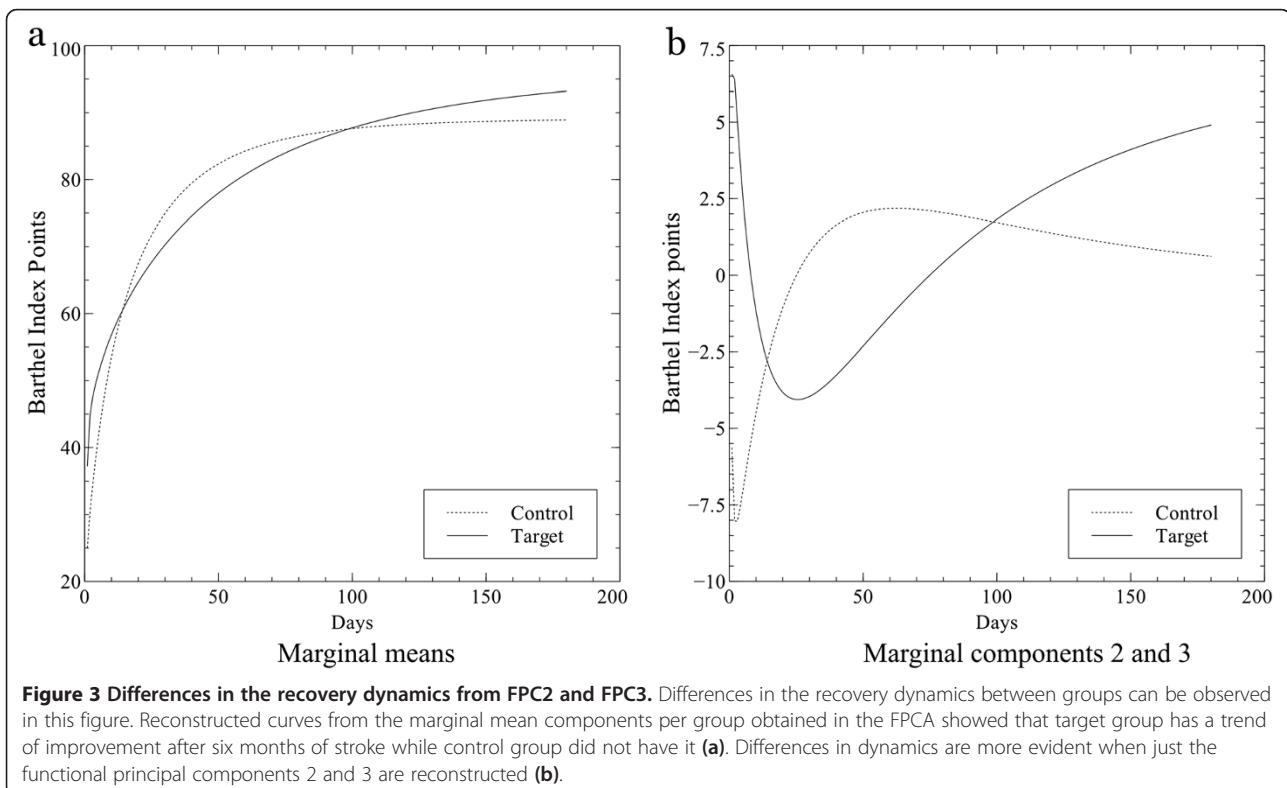 a
100
80
60
40
20
Barthel Index Points
0
50
100
150
200
Days
Control
Target
Marginal means
b
7.5
5
2.5
0
−2.5
−5
−7.5
−10
Barthel Index points
0
50
100
150
200
Days
Control
Target
Marginal components 2 and 3
Figure 3 Differences in the recovery dynamics from FPC2 and FPC3. Differences in the recovery dynamics between groups can be observed
in this figure. Reconstructed curves from the marginal mean components per group obtained in the FPCA showed that target group has a trend
of improvement after six months of stroke while control group did not have it (a). Differences in dynamics are more evident when just the
functional principal components 2 and 3 are reconstructed (b).